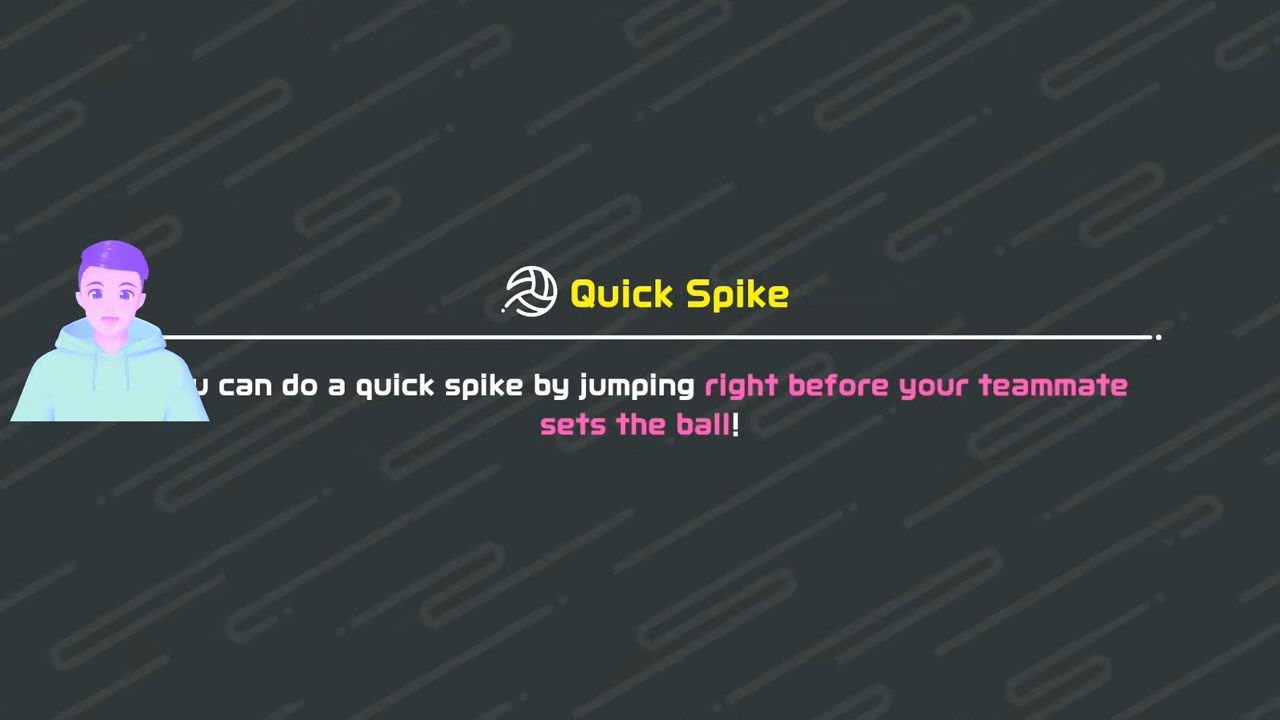 Quick Spike
can do a quick spike by jumping right before your teammate
sets the ball!